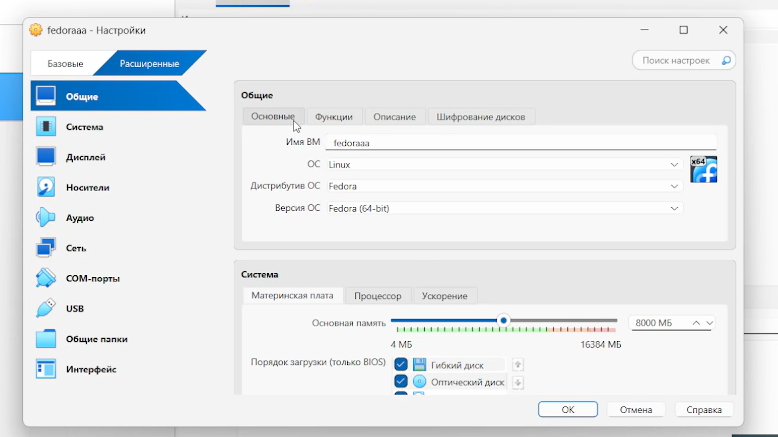 fedoraaa - Настройки
Базовые
Расширенные
Поиск настроек
Общие
Система
Дисплей
Носители
Аудио
Сеть
COM-порты
USB
Общие папки
Интерфейс
Общие
Основные
Функции
Описание
Шифрование дисков
Имя ВМ
fedoraaa
ОС
Linux
x64
Дистрибутив ОС
Fedora
Версия ОС
Fedora (64-bit)
Система
Материнская плата
Процессор
Ускорение
Основная память
8000 МБ
4 МБ
16384 МБ
Порядок загрузки (только BIOS)
Гибкий диск
Оптический диск
ОК
Отмена
Справка